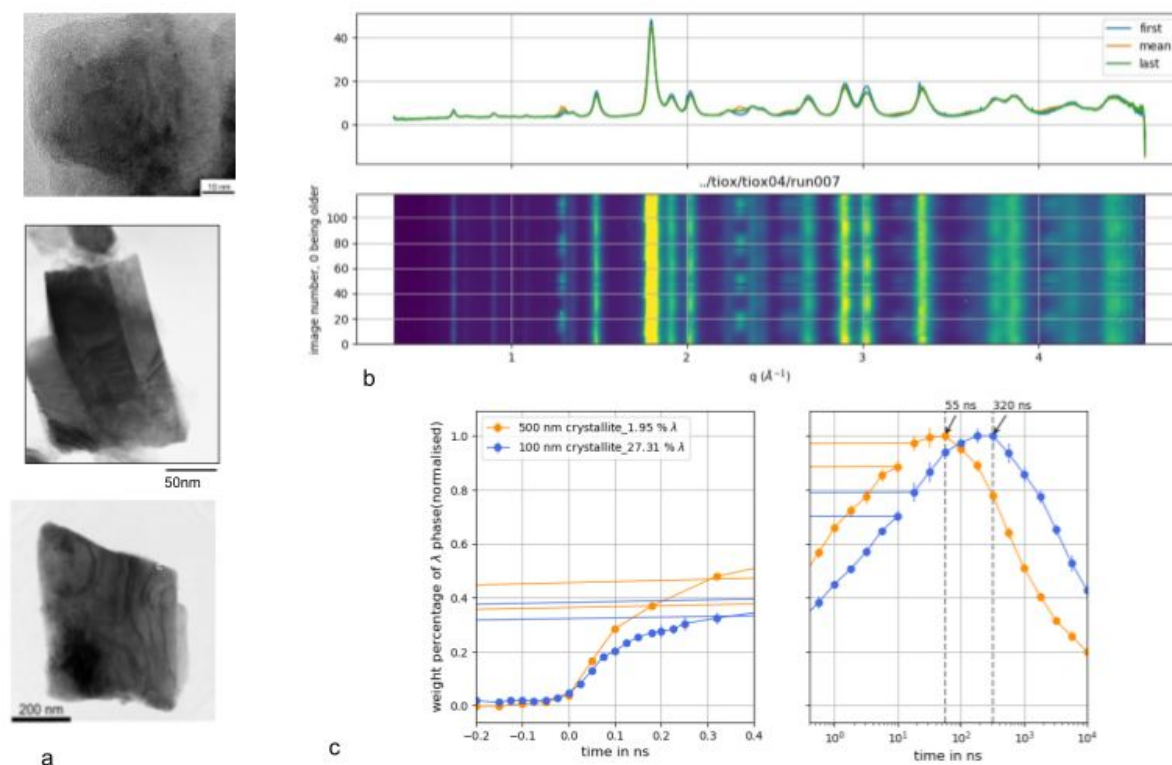 10 nm
50nm
200 nm
a
40
20
0
first
mean
last
1
2
3
4
../tiox/tiox04/run007
image number, 0 being older
100
80
60
40
20
0
1
2
3
4
q (Å⁻¹)
b
weight percentage of λ phase(normalised)
1.0
0.8
0.6
0.4
0.2
0.0
500 nm crystallite_1.95 % λ
100 nm crystallite_27.31 % λ
-0.2
-0.1
0.0
0.1
0.2
0.3
0.4
time in ns
55 ns
320 ns
10⁰
10¹
10²
10³
10⁴
time in ns
c